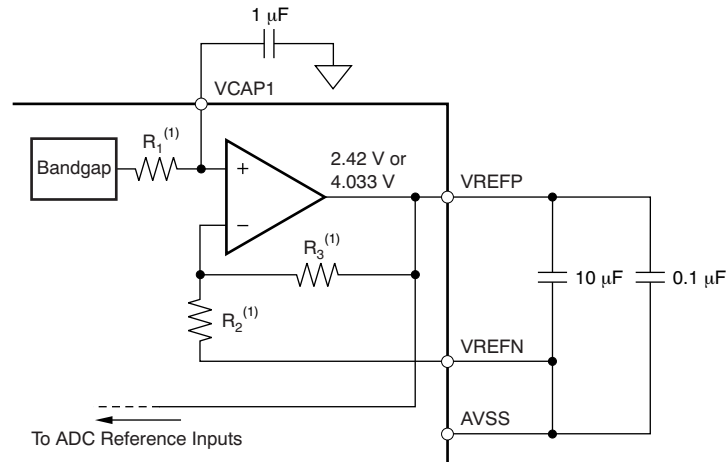 1 μF
VCAP1
R1(1)
Bandgap
+
2.42 V or
4.033 V
VREFP
−
R3(1)
10 μF
0.1 μF
R2(1)
VREFN
AVSS
To ADC Reference Inputs